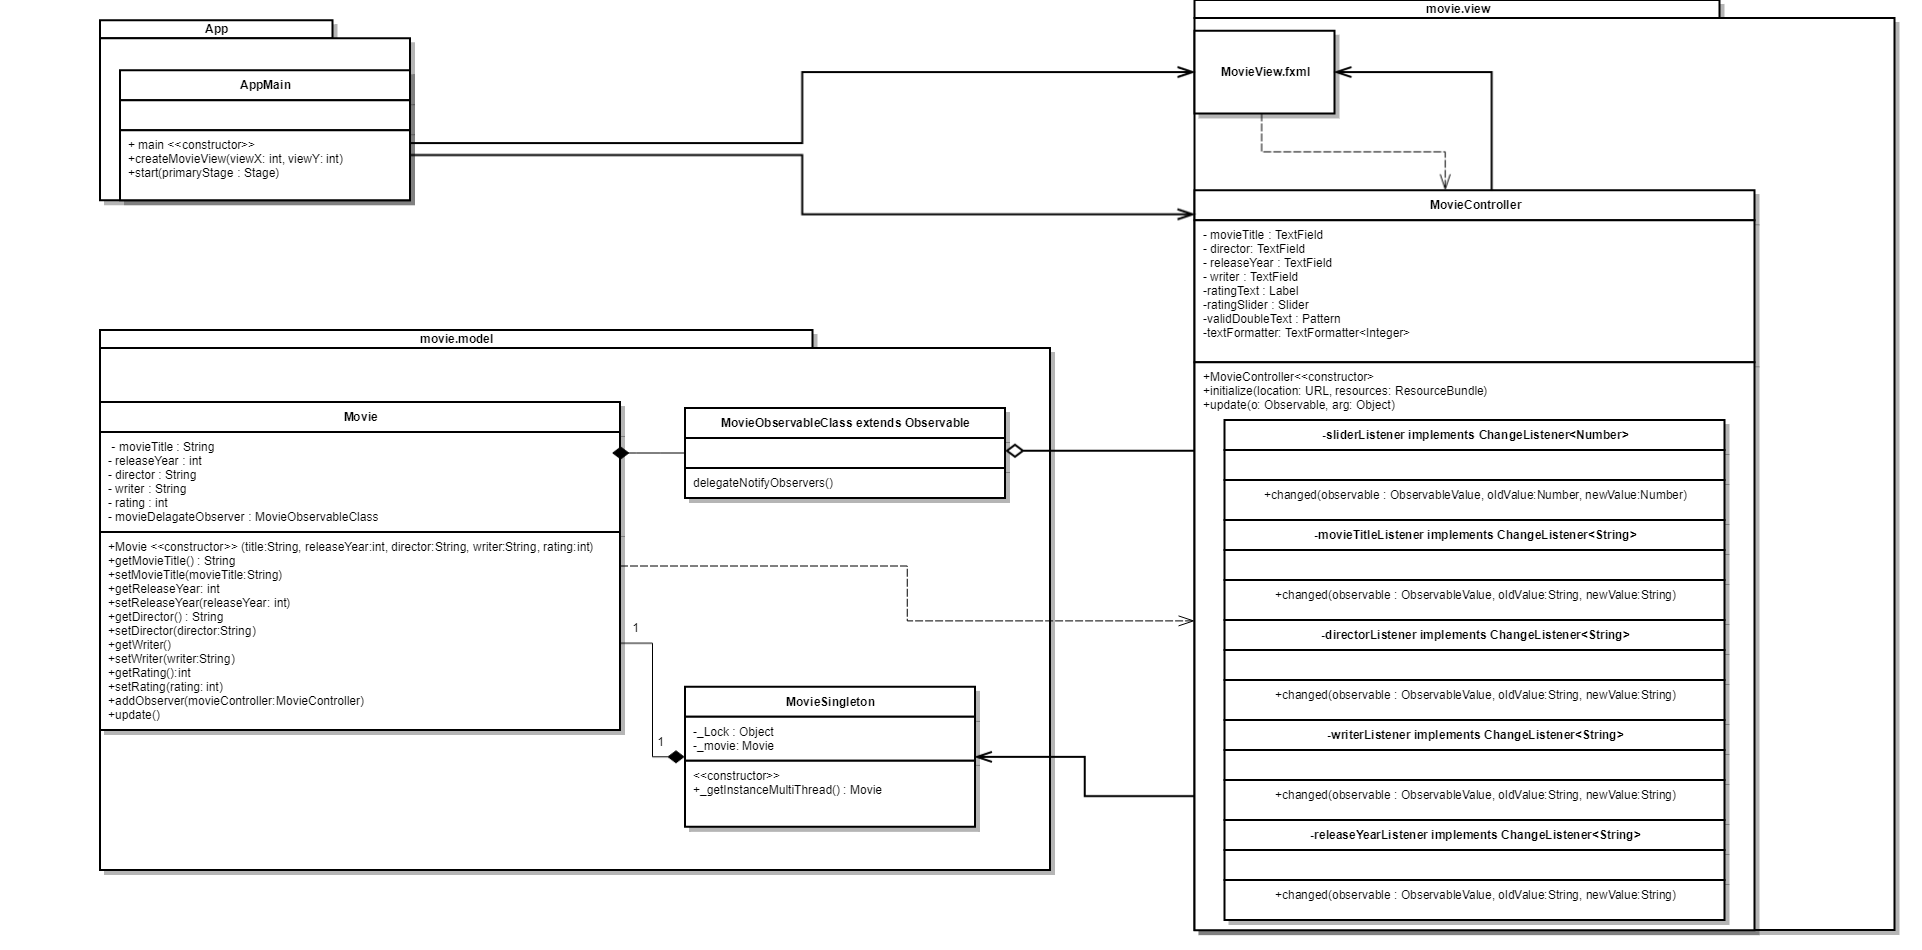 App
AppMain
+ main <<constructor>>
+createMovieView(viewX: int, viewY: int)
+start(primaryStage : Stage)
movie.view
MovieView.fxml
MovieController
- movieTitle : TextField
- director: TextField
- releaseYear : TextField
- writer : TextField
-ratingText : Label
-ratingSlider : Slider
-validDoubleText : Pattern
-textFormatter: TextFormatter<Integer>
+MovieController<<constructor>
+initialize(location: URL, resources: ResourceBundle)
+update(o: Observable, arg: Object)
-sliderListener implements ChangeListener<Number>
+changed(observable : ObservableValue, oldValue:Number, newValue:Number)
-movieTitleListener implements ChangeListener<String>
+changed(observable : ObservableValue, oldValue:String, newValue:String)
-directorListener implements ChangeListener<String>
+changed(observable : ObservableValue, oldValue:String, newValue:String)
-writerListener implements ChangeListener<String>
+changed(observable : ObservableValue, oldValue:String, newValue:String)
-releaseYearListener implements ChangeListener<String>
+changed(observable : ObservableValue, oldValue:String, newValue:String)
movie.model
Movie
- movieTitle : String
- releaseYear : int
- director : String
- writer : String
- rating : int
- movieDelagateObserver : MovieObservableClass
+Movie <<constructor>> (title:String, releaseYear:int, director:String, writer:String, rating:int)
+getMovieTitle() : String
+setMovieTitle(movieTitle:String)
+getReleaseYear: int
+setReleaseYear(releaseYear: int)
+getDirector() : String
+setDirector(director:String)
+getWriter()
+setWriter(writer:String)
+getRating():int
+setRating(rating: int)
+addObserver(movieController:MovieController)
+update()
MovieObservableClass extends Observable
delegateNotifyObservers()
1
1
MovieSingleton
-_Lock : Object
-_movie: Movie
<<constructor>>
+_getInstanceMultiThread() : Movie